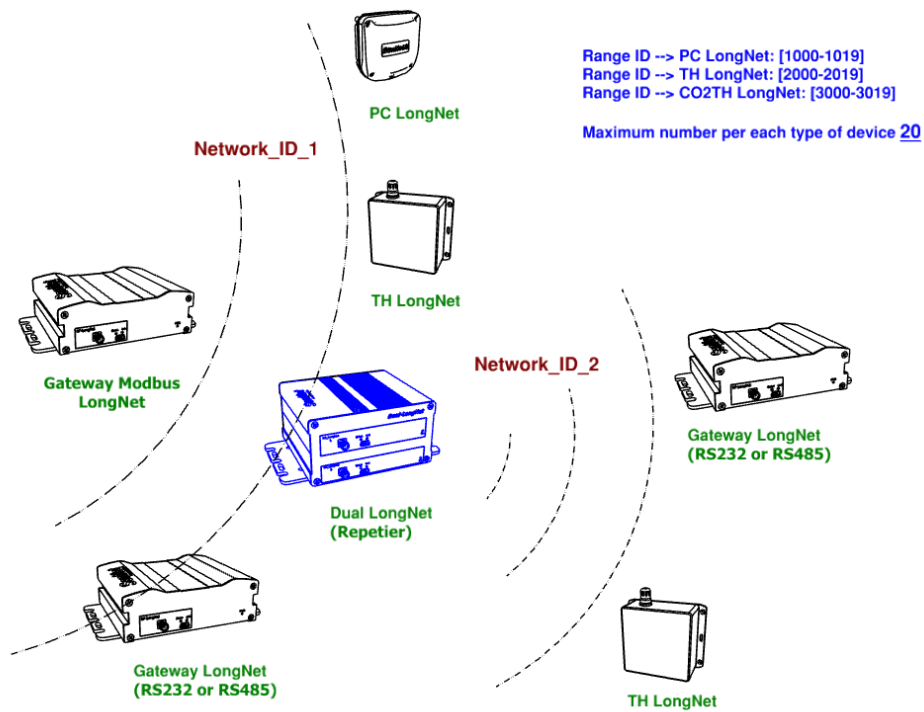 PC LongNet
Range ID --> PC LongNet: [1000-1019]
Range ID --> TH LongNet: [2000-2019]
Range ID --> CO2TH LongNet: [3000-3019]
Maximum number per each type of device 20
Network_ID_1
TH LongNet
Gateway Modbus
LongNet
Network_ID_2
Gateway LongNet
(RS232 or RS485)
Dual-LongNet
Dual LongNet
(Repetier)
Gateway LongNet
(RS232 or RS485)
TH LongNet